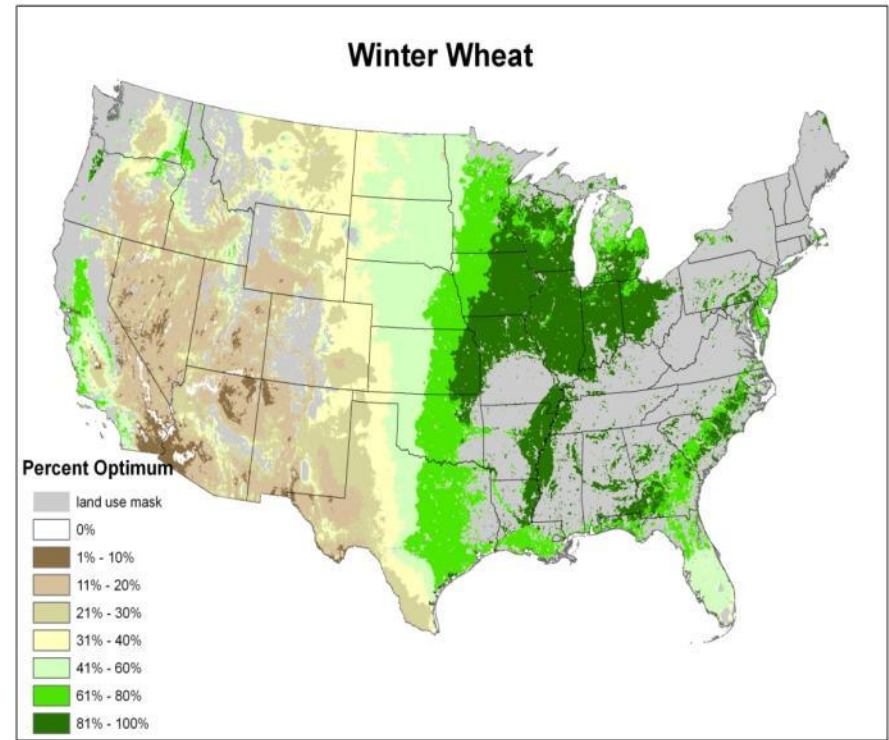 Winter Wheat
Percent Optimum
land use mask
0%
1% - 10%
11% - 20%
21% - 30%
31% - 40%
41% - 60%
61% - 80%
81% - 100%